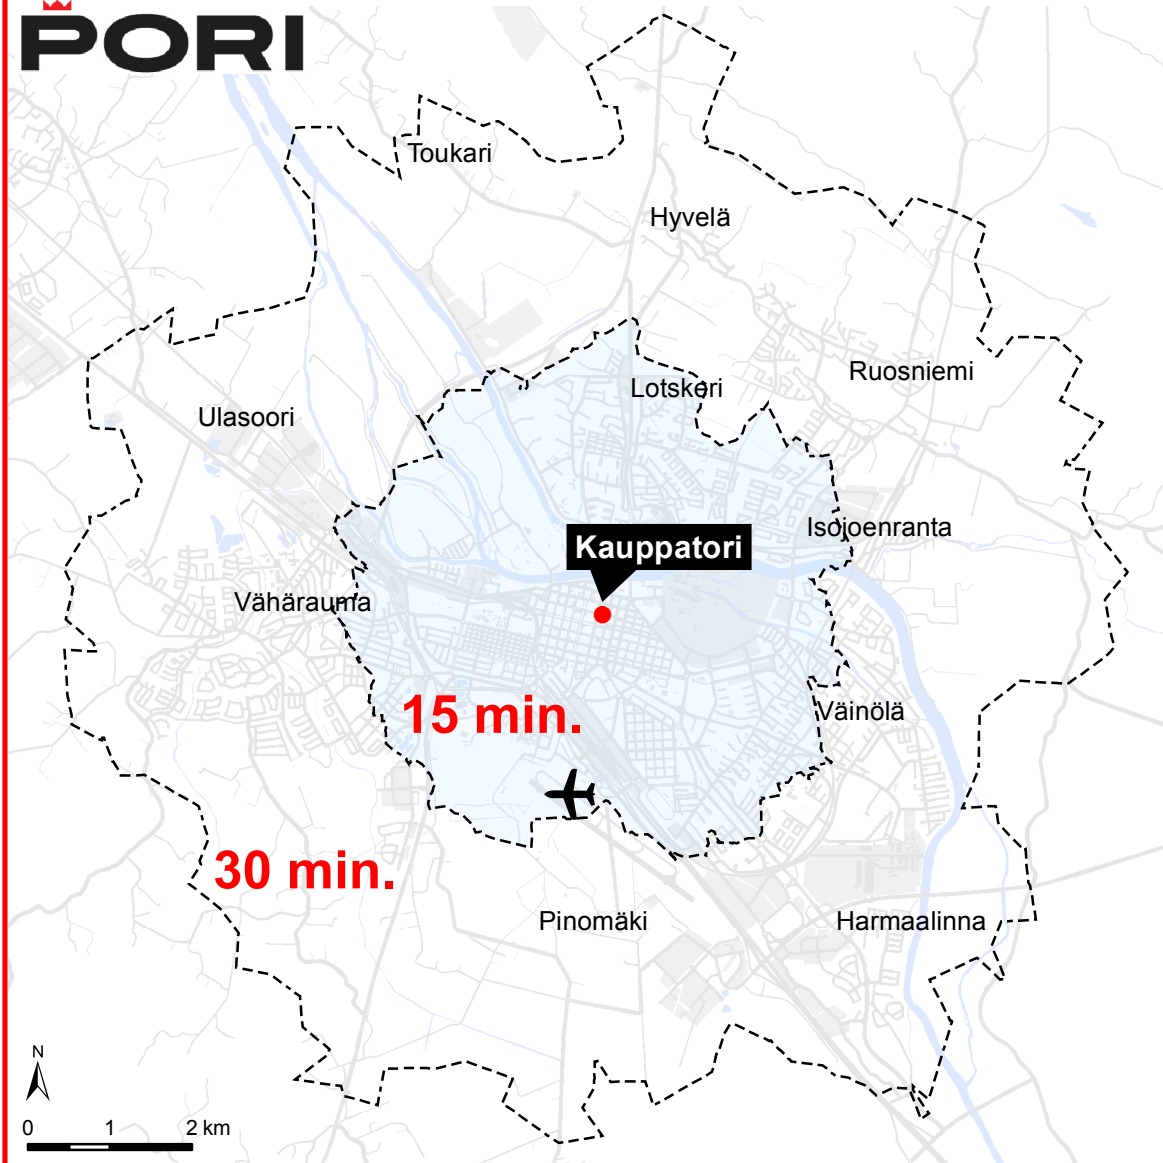 PORI
Toukari
Hyvelä
Ruosniemi
Lotskeri
Ulasoori
Isojoenranta
Kauppatori
Vähärauma
15 min.
Väinölä
30 min.
Pinomäki
Harmaalinna
N
0 1 2 km